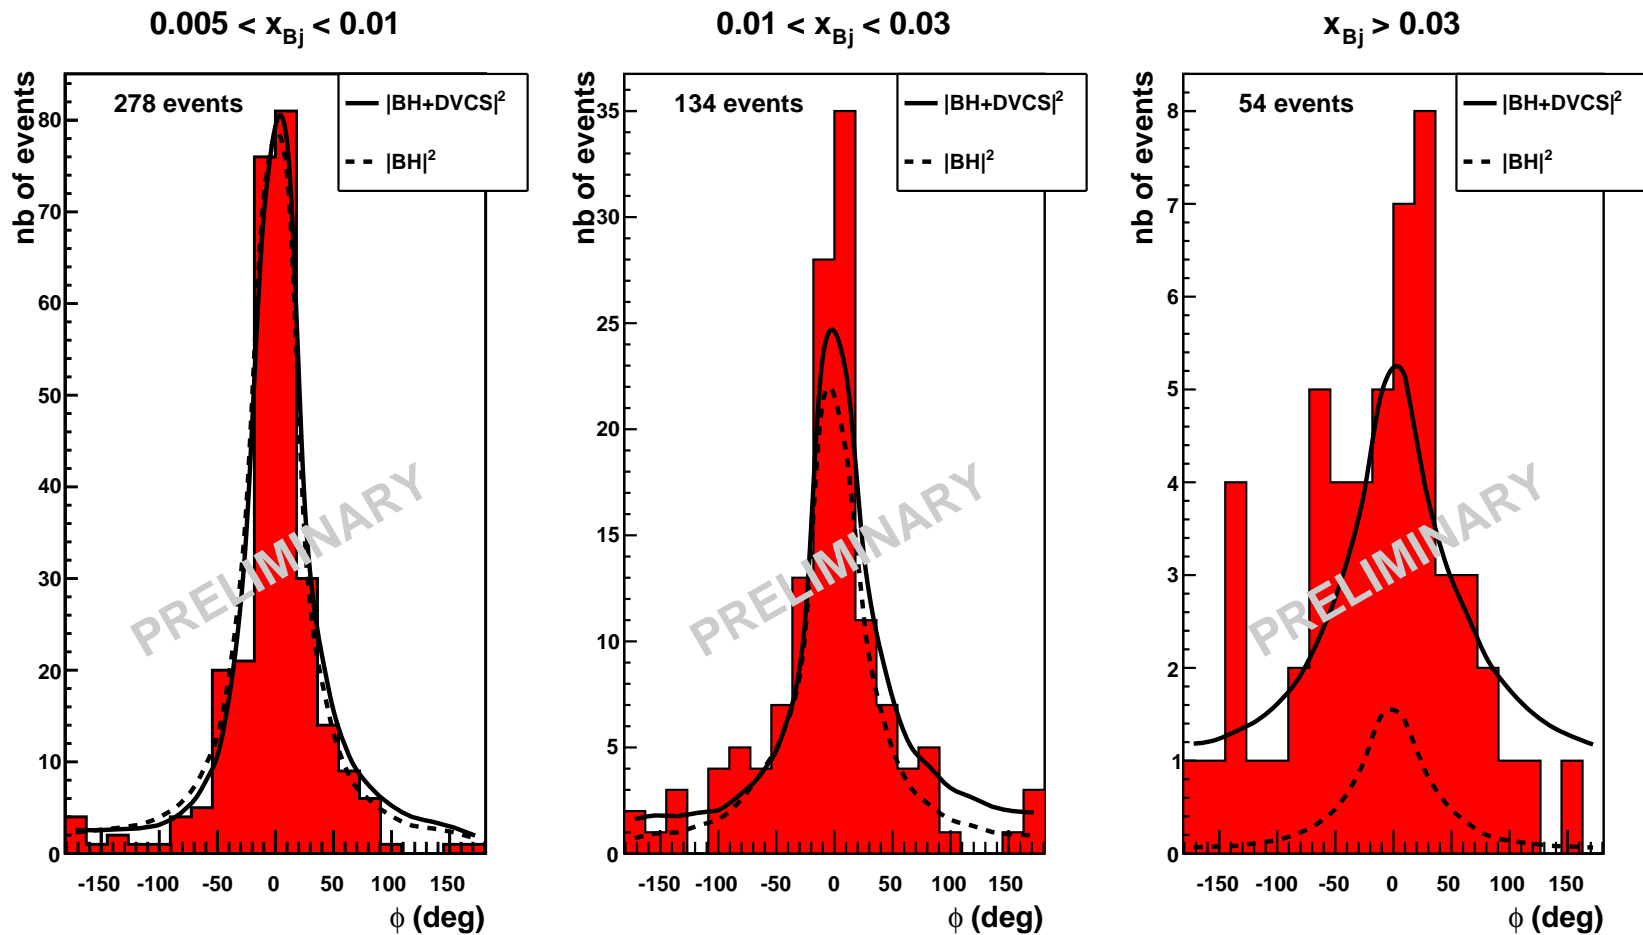 0.005 < x_Bj < 0.01
nb of events
278 events
|BH+DVCS|²
|BH|²
80
70
60
50
40
30
20
10
0
PRELIMINARY
-150 -100 -50 0 50 100 150
ϕ (deg)
0.01 < x_Bj < 0.03
nb of events
134 events
|BH+DVCS|²
|BH|²
35
30
25
20
15
10
5
0
PRELIMINARY
-150 -100 -50 0 50 100 150
ϕ (deg)
x_Bj > 0.03
nb of events
54 events
|BH+DVCS|²
|BH|²
8
7
6
5
4
3
2
1
0
PRELIMINARY
-150 -100 -50 0 50 100 150
ϕ (deg)